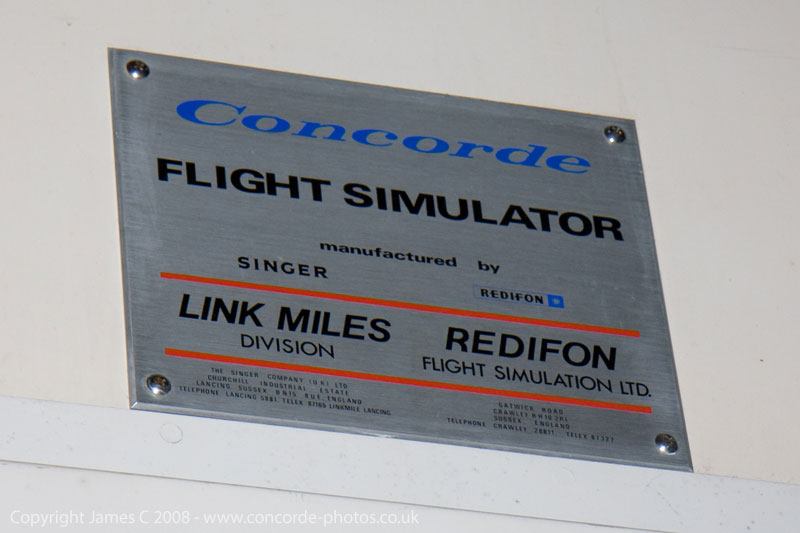 Concorde
FLIGHT SIMULATOR
manufactured by
SINGER
REDIFON
LINK MILES
DIVISION
REDIFON
FLIGHT SIMULATION LTD.
THE SINGER COMPANY (U.K.) LTD
CHURCHILL INDUSTRIAL ESTATE
LANCING, SUSSEX, BN15 8UE, ENGLAND
TELEPHONE LANCING 5881 TELEX 87165 LINKMILE LANCING
GATWICK ROAD
CRAWLEY RH10 2RL
SUSSEX, ENGLAND
TELEPHONE CRAWLEY 28811, TELEX 87327
Copyright James C 2008 - www.concorde-photos.co.uk